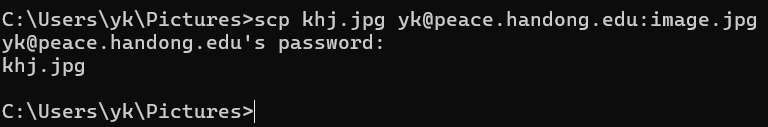 C:\Users\yk\Pictures>scp khj.jpg yk@peace.handong.edu:image.jpg
yk@peace.handong.edu's password:
khj.jpg
C:\Users\yk\Pictures>